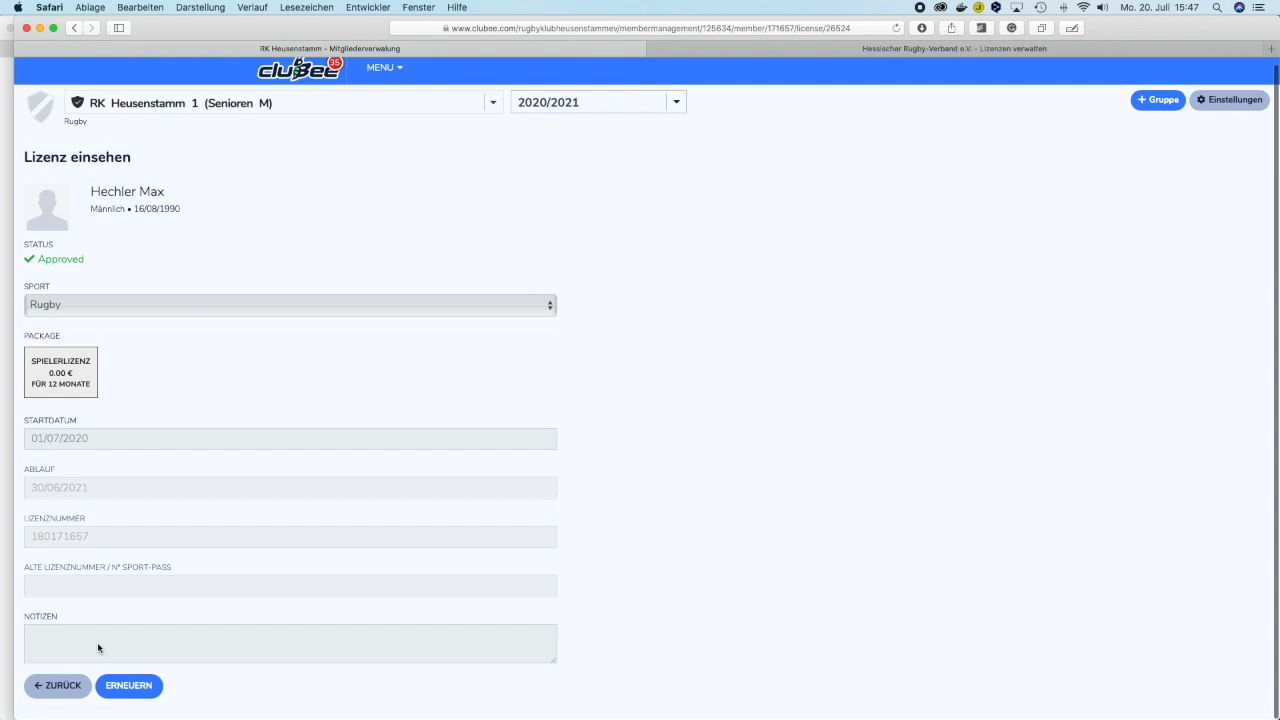 Safari Ablage Bearbeiten Darstellung Verlauf Lesezeichen Entwickler Fenster Hilfe Mo. 20. Juli 15:47
www.clubee.com/rugbyklubheusenstammev/membermanagement/125634/member/171657/license/26524
RK Heusenstamm - Mitgliederverwalung Hessischer Rugby-Verband e.V. - Lizenzen verwalten
cluBee 35 MENU
RK Heusenstamm 1 (Senioren M) 2020/2021 + Gruppe Einstellungen
Rugby
Lizenz einsehen
Hechler Max
Männlich • 16/08/1990
STATUS
Approved
SPORT
Rugby
PACKAGE
SPIELERLIZENZ
0.00 €
FÜR 12 MONATE
STARTDATUM
01/07/2020
ABLAUF
30/06/2021
LIZENZNUMMER
180171657
ALTE LIZENZNUMMER / N° SPORT-PASS
NOTIZEN
← ZURÜCK ERNEUERN